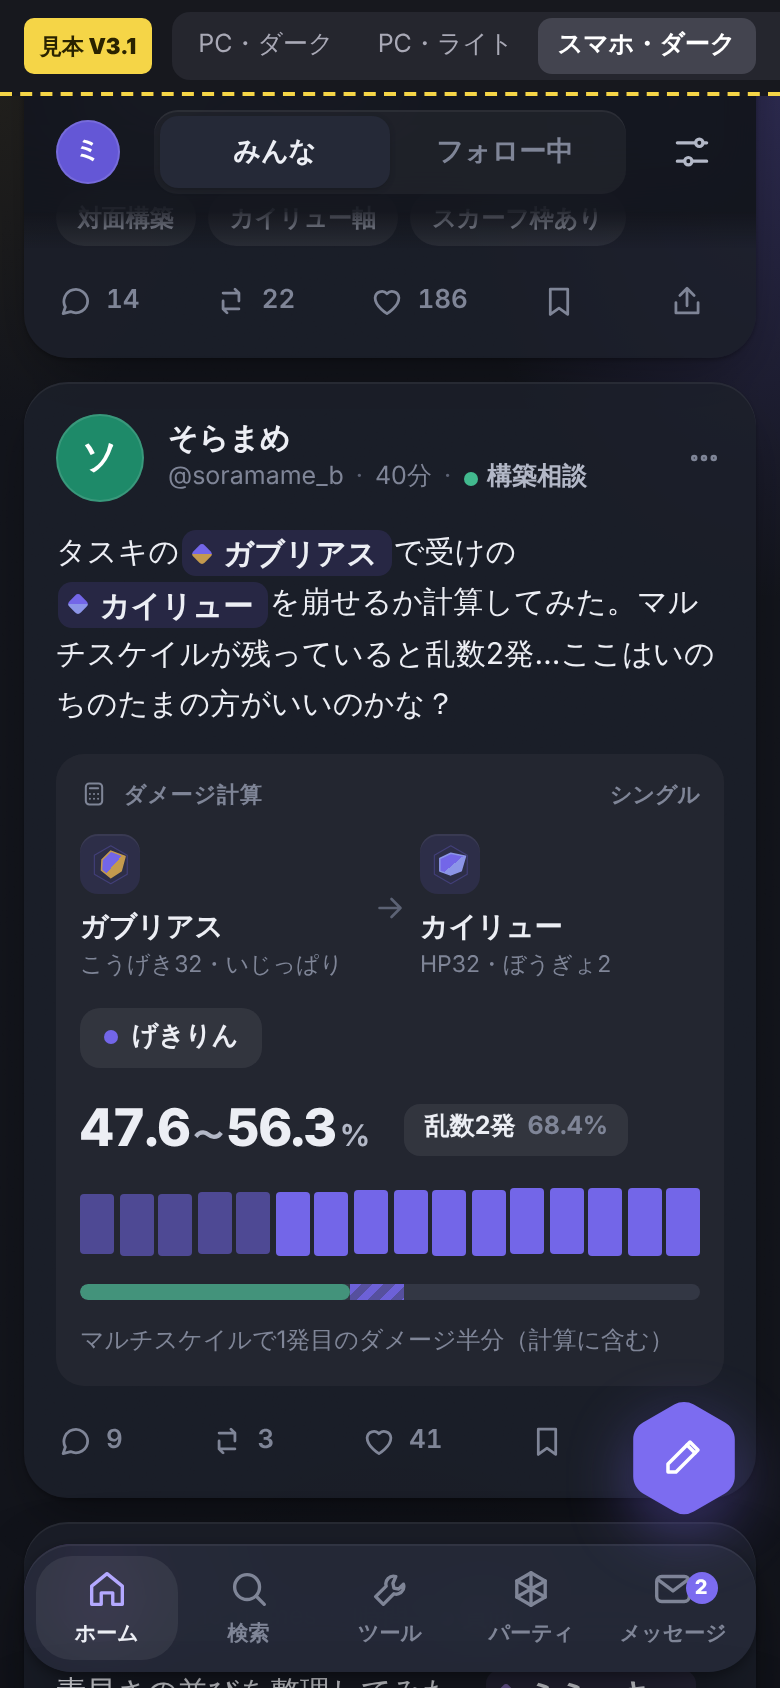 見本 V3.1
PC・ダーク
PC・ライト
スマホ・ダーク
ミ
みんな
フォロー中
対面構築
カイリュー軸
スカーフ枠あり
14
22
186
ソ
そらまめ
@soramame_b · 40分 · 構築相談
タスキの ガブリアス で受けの
カイリュー を崩せるか計算してみた。マル
チスケイルが残っていると乱数2発…ここはいの
ちのたまの方がいいのかな？
ダメージ計算
シングル
ガブリアス
こうげき32・いじっぱり
カイリュー
HP32・ぼうぎょ2
げきりん
47.6〜56.3%
乱数2発 68.4%
マルチスケイルで1発目のダメージ半分（計算に含む）
9
3
41
2
ホーム
検索
ツール
パーティ
メッセージ